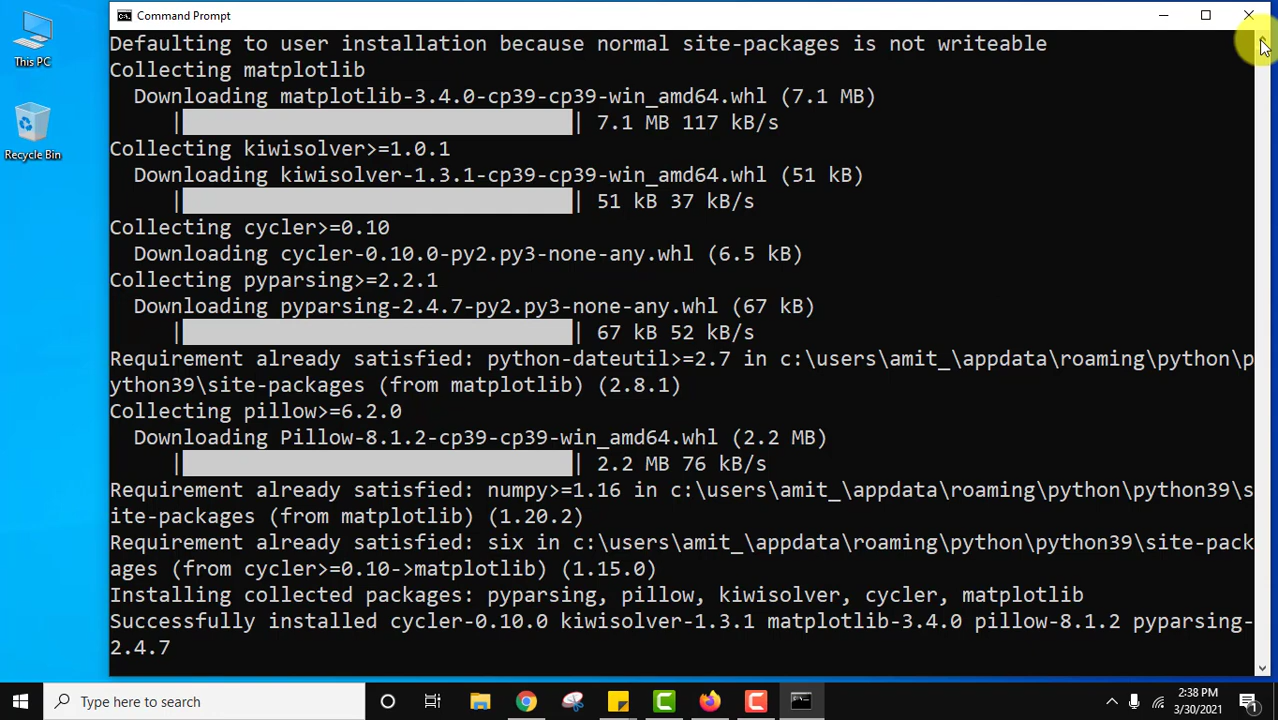 Command Prompt
This PC
Recycle Bin
Defaulting to user installation because normal site-packages is not writeable
Collecting matplotlib
Downloading matplotlib-3.4.0-cp39-cp39-win_amd64.whl (7.1 MB)
|| 7.1 MB 117 kB/s
Collecting kiwisolver>=1.0.1
Downloading kiwisolver-1.3.1-cp39-cp39-win_amd64.whl (51 kB)
|| 51 kB 37 kB/s
Collecting cycler>=0.10
Downloading cycler-0.10.0-py2.py3-none-any.whl (6.5 kB)
Collecting pyparsing>=2.2.1
Downloading pyparsing-2.4.7-py2.py3-none-any.whl (67 kB)
|| 67 kB 52 kB/s
Requirement already satisfied: python-dateutil>=2.7 in c:\users\amit_\appdata\roaming\python\p
ython39\site-packages (from matplotlib) (2.8.1)
Collecting pillow>=6.2.0
Downloading Pillow-8.1.2-cp39-cp39-win_amd64.whl (2.2 MB)
|| 2.2 MB 76 kB/s
Requirement already satisfied: numpy>=1.16 in c:\users\amit_\appdata\roaming\python\python39\s
ite-packages (from matplotlib) (1.20.2)
Requirement already satisfied: six in c:\users\amit_\appdata\roaming\python\python39\site-pack
ages (from cycler>=0.10->matplotlib) (1.15.0)
Installing collected packages: pyparsing, pillow, kiwisolver, cycler, matplotlib
Successfully installed cycler-0.10.0 kiwisolver-1.3.1 matplotlib-3.4.0 pillow-8.1.2 pyparsing-
2.4.7
Type here to search
2:38 PM
3/30/2021
1